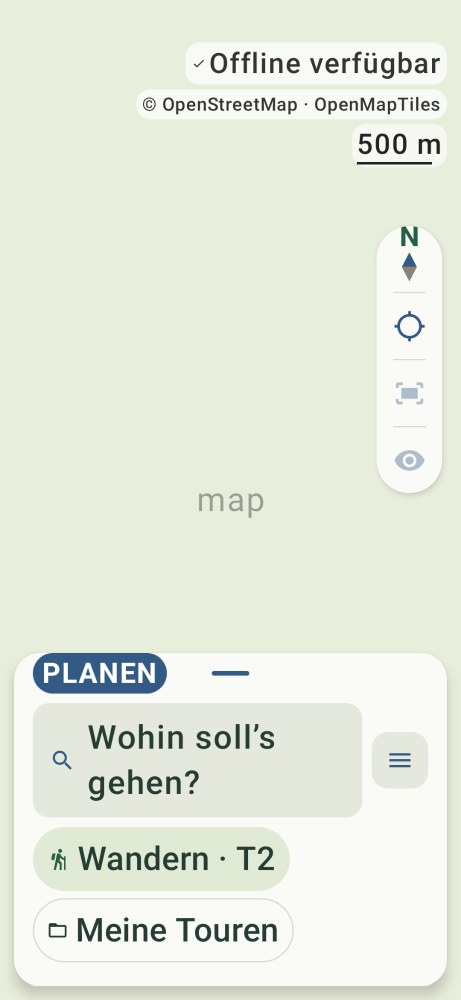 Offline verfügbar
© OpenStreetMap · OpenMapTiles
500 m
N
map
PLANEN
Wohin soll’s
gehen?
Wandern · T2
Meine Touren